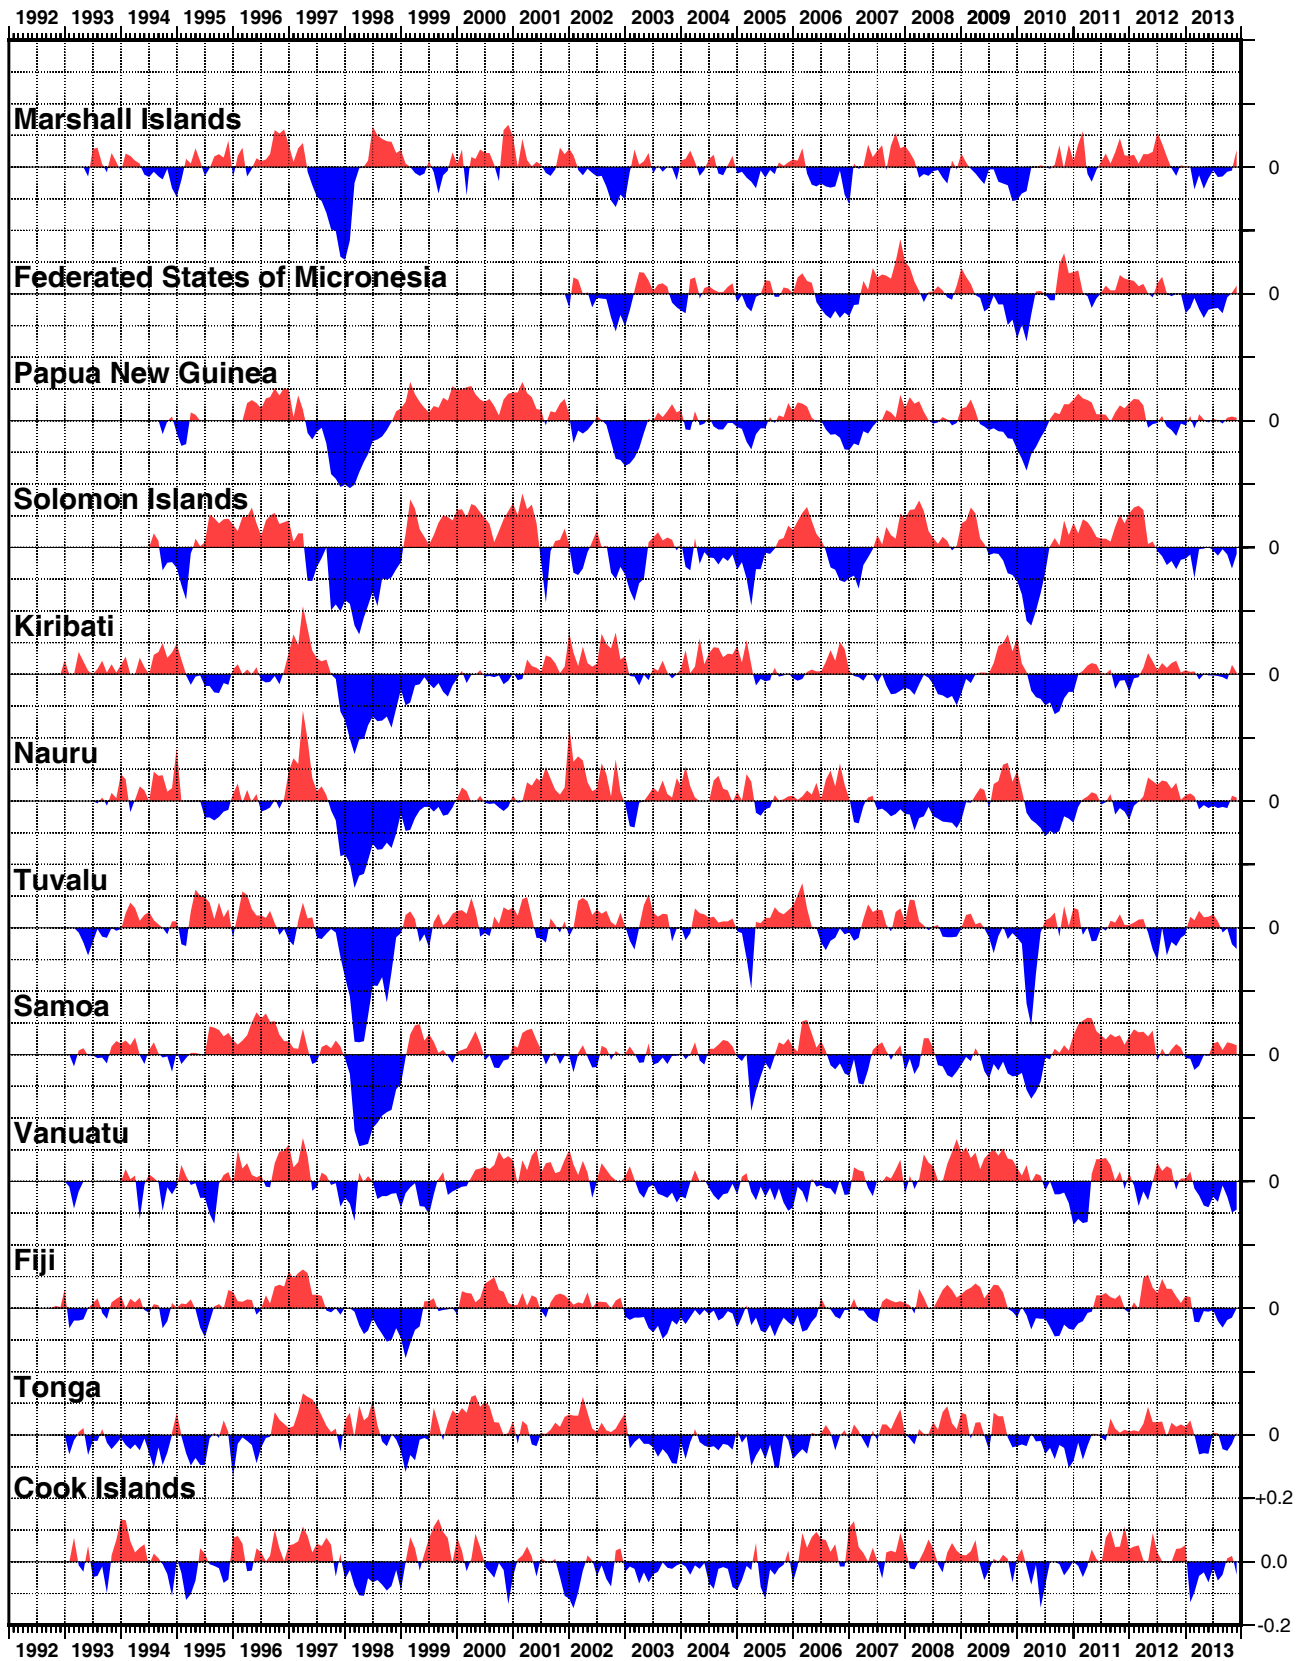 1992 1993 1994 1995 1996 1997 1998 1999 2000 2001 2002 2003 2004 2005 2006 2007 2008 2009 2010 2011 2012 2013
Marshall Islands
0
Federated States of Micronesia
0
Papua New Guinea
0
Solomon Islands
0
Kiribati
0
Nauru
0
Tuvalu
0
Samoa
0
Vanuatu
0
Fiji
0
Tonga
0
Cook Islands
+0.2
0.0
-0.2
1992 1993 1994 1995 1996 1997 1998 1999 2000 2001 2002 2003 2004 2005 2006 2007 2008 2009 2010 2011 2012 2013